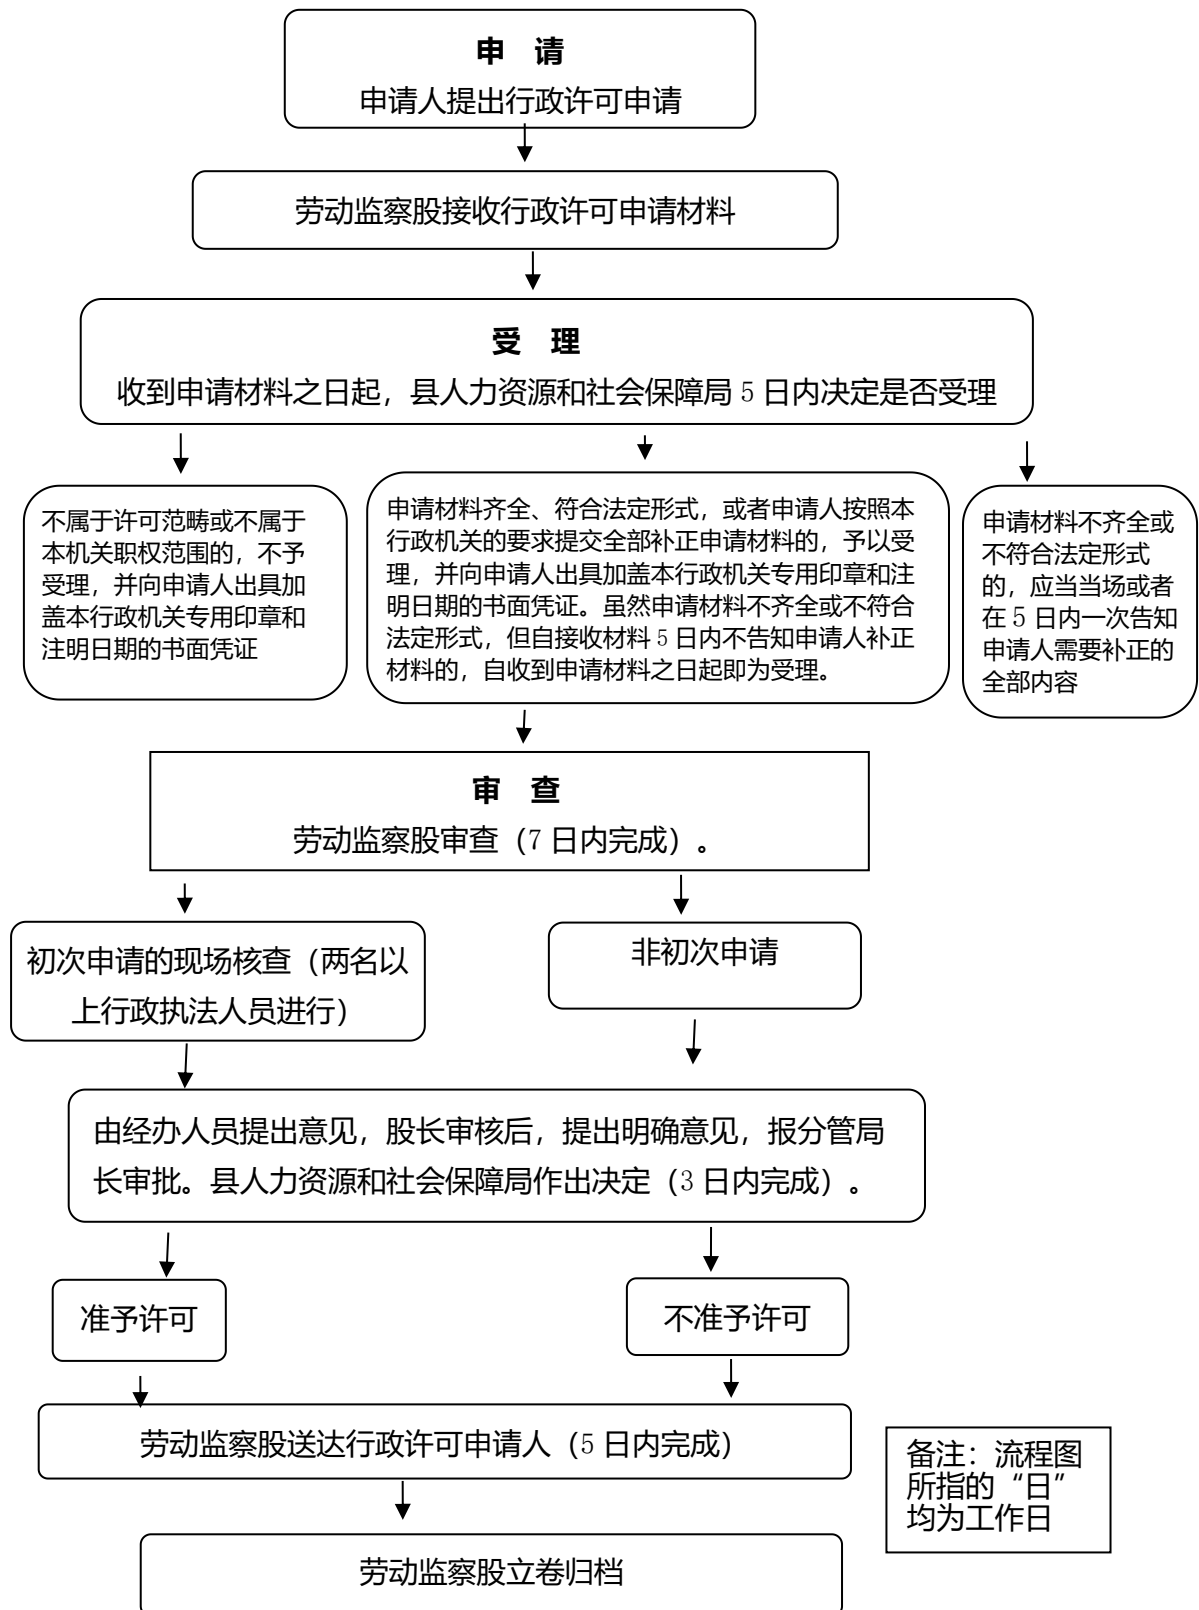 申　请
申请人提出行政许可申请
劳动监察股接收行政许可申请材料
受　理
收到申请材料之日起，县人力资源和社会保障局 5 日内决定是否受理
不属于许可范畴或不属于
本机关职权范围的，不予
受理，并向申请人出具加
盖本行政机关专用印章和
注明日期的书面凭证
申请材料齐全、符合法定形式，或者申请人按照本
行政机关的要求提交全部补正申请材料的，予以受
理，并向申请人出具加盖本行政机关专用印章和注
明日期的书面凭证。虽然申请材料不齐全或不符合
法定形式，但自接收材料 5 日内不告知申请人补正
材料的，自收到申请材料之日起即为受理。
申请材料不齐全或
不符合法定形式
的，应当当场或者
在 5 日内一次告知
申请人需要补正的
全部内容
审　查
劳动监察股审查（7 日内完成）。
初次申请的现场核查（两名以
上行政执法人员进行）
非初次申请
由经办人员提出意见，股长审核后，提出明确意见，报分管局
长审批。县人力资源和社会保障局作出决定（3 日内完成）。
准予许可
不准予许可
劳动监察股送达行政许可申请人（5 日内完成）
备注：流程图
所指的“日”
均为工作日
劳动监察股立卷归档